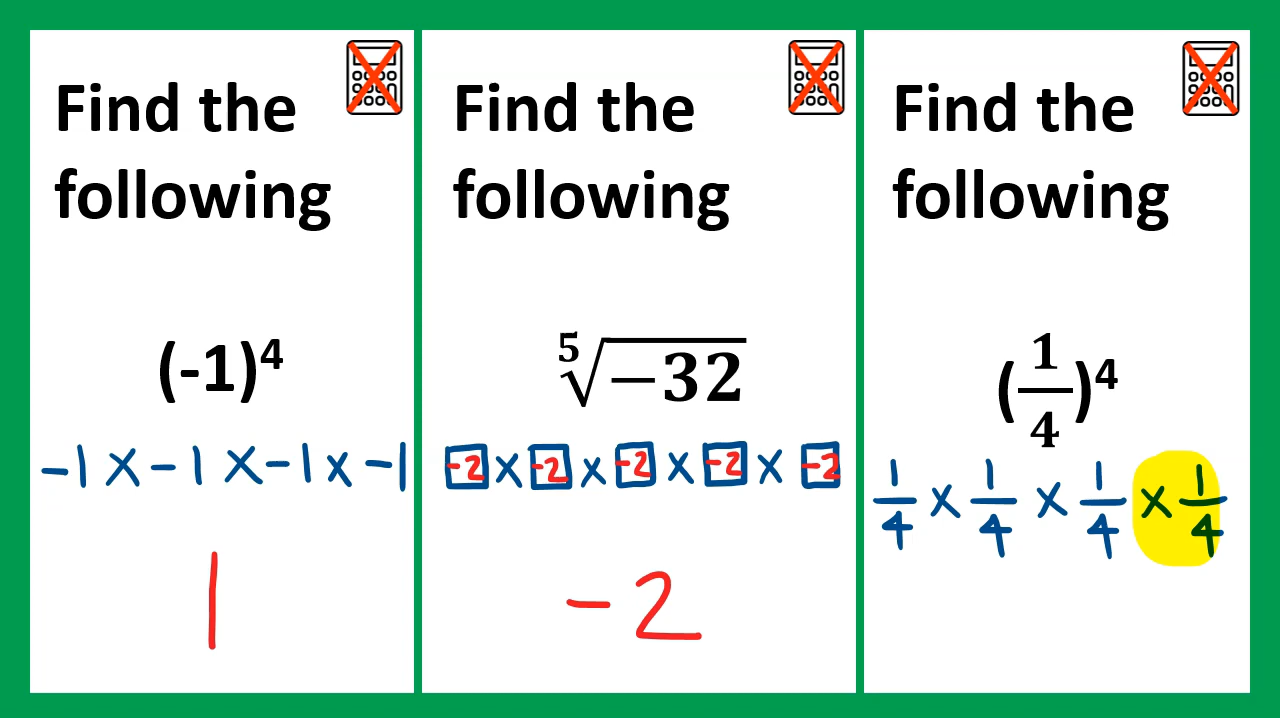 Find the
following
(-1)⁴
-1 x -1 x -1 x -1
1
Find the
following
⁵√−32
-2 x -2 x -2 x -2 x -2
-2
Find the
following
(1/4)⁴
1/4 x 1/4 x 1/4 x 1/4